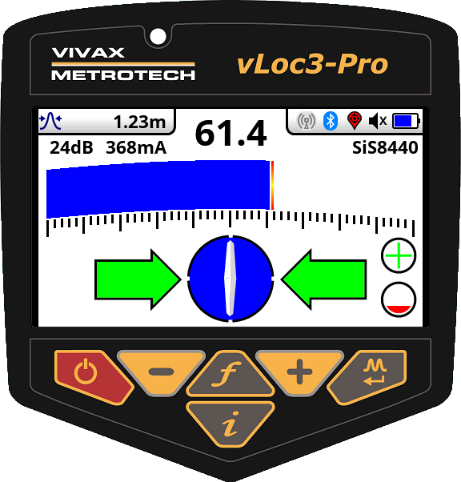 VIVAX
METROTECH
vLoc3-Pro
1.23m
61.4
24dB 368mA
SiS8440
f
i